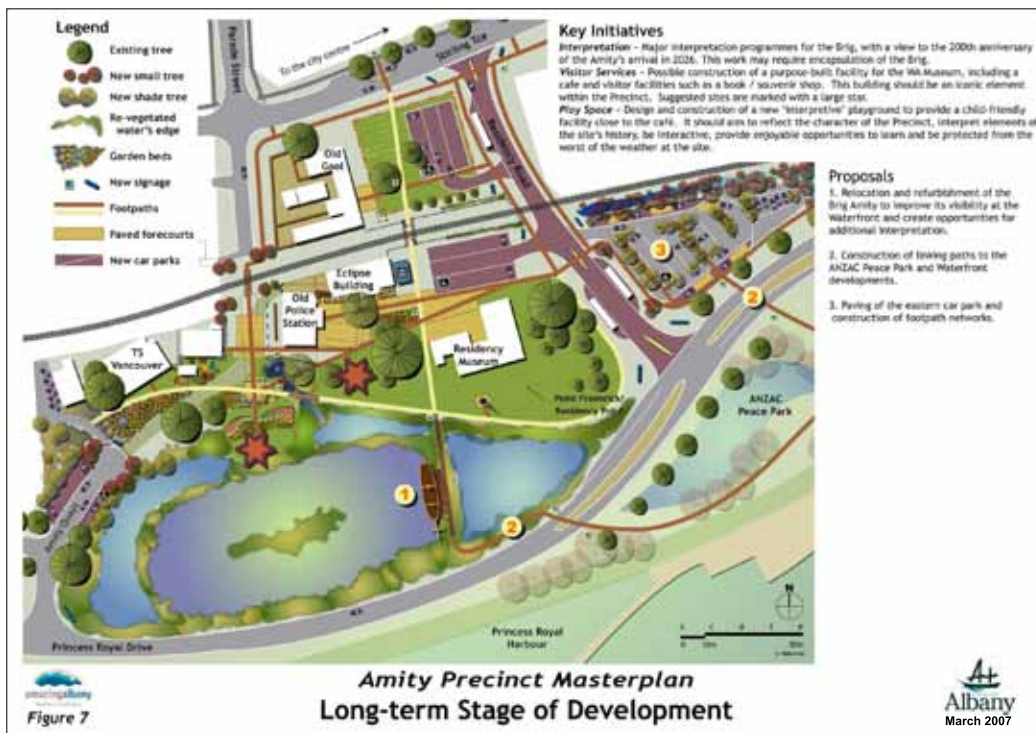 Legend
Existing tree
New small tree
New shade tree
Re-vegetated
water's edge
Garden beds
New signage
Footpaths
Paved forecourts
New car parks
Parade Street
To the city centre
Stirling Tce
Residency Road
Old
Gaol
Eclipse
Building
Old
Police
Station
TS
Vancouver
Residency
Museum
Point Frederick/
Residency Point
ANZAC
Peace Park
3
2
1
2
Amity Quays
Princess Royal Drive
Princess Royal
Harbour
N
Key Initiatives
Interpretation - Major interpretation programmes for the Brig, with a view to the 200th anniversary
of the Amity's arrival in 2026. This work may require encapsulation of the Brig.
Visitor Services - Possible construction of a purpose-built facility for the WA Museum, including a
cafe and visitor facilities such as a book / souvenir shop. This building should be an iconic element
within the Precinct. Suggested sites are marked with a large star.
Play Space - Design and construction of a new "interpretive" playground to provide a child-friendly
facility close to the café. It should aim to reflect the character of the Precinct, interpret elements of
the site's history, be interactive, provide enjoyable opportunities to learn and be protected from the
worst of the weather at the site.
Proposals
1. Relocation and refurbishment of the
Brig Amity to improve its visibility at the
Waterfront and create opportunities for
additional interpretation.
2. Construction of linking paths to the
ANZAC Peace Park and Waterfront
developments.
3. Paving of the eastern car park and
construction of footpath networks.
amazingalbany
Figure 7
Amity Precinct Masterplan
Long-term Stage of Development
Albany
March 2007